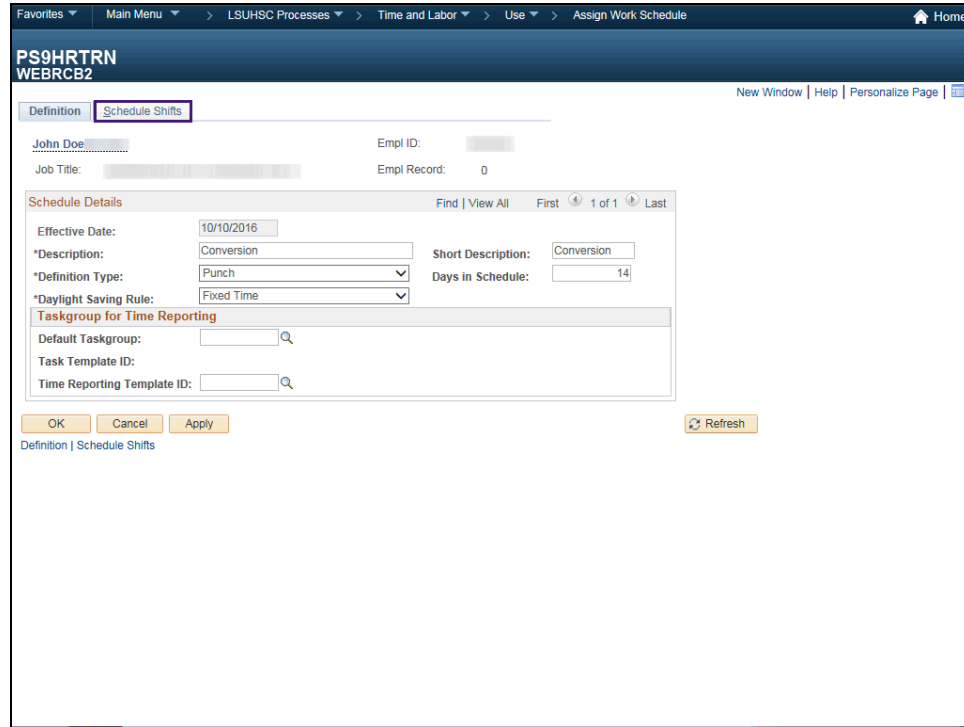 Favorites Main Menu > LSUHSC Processes > Time and Labor > Use > Assign Work Schedule Home
PS9HRTRN
WEBRCB2
New Window | Help | Personalize Page |
Definition Schedule Shifts
John Doe Empl ID:
Job Title: Empl Record: 0
Schedule Details Find | View All First 1 of 1 Last
Effective Date: 10/10/2016
*Description: Conversion Short Description: Conversion
*Definition Type: Punch Days in Schedule: 14
*Daylight Saving Rule: Fixed Time
Taskgroup for Time Reporting
Default Taskgroup:
Task Template ID:
Time Reporting Template ID:
OK Cancel Apply Refresh
Definition | Schedule Shifts